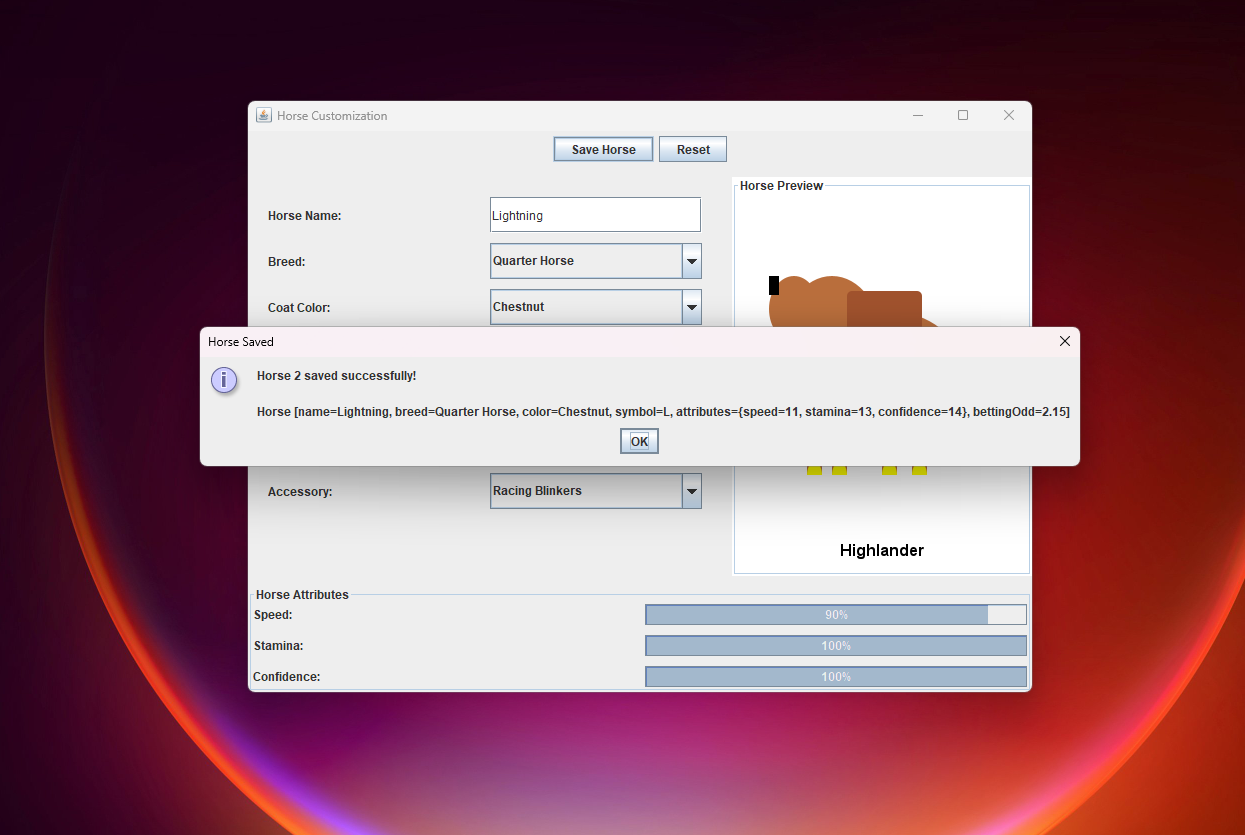 Horse Customization
Save Horse
Reset
Horse Preview
Horse Name:
Lightning
Breed:
Quarter Horse
Coat Color:
Chestnut
Horse Saved
Horse 2 saved successfully!
Horse [name=Lightning, breed=Quarter Horse, color=Chestnut, symbol=L, attributes={speed=11, stamina=13, confidence=14}, bettingOdd=2.15]
OK
Accessory:
Racing Blinkers
Highlander
Horse Attributes
Speed:
90%
Stamina:
100%
Confidence:
100%